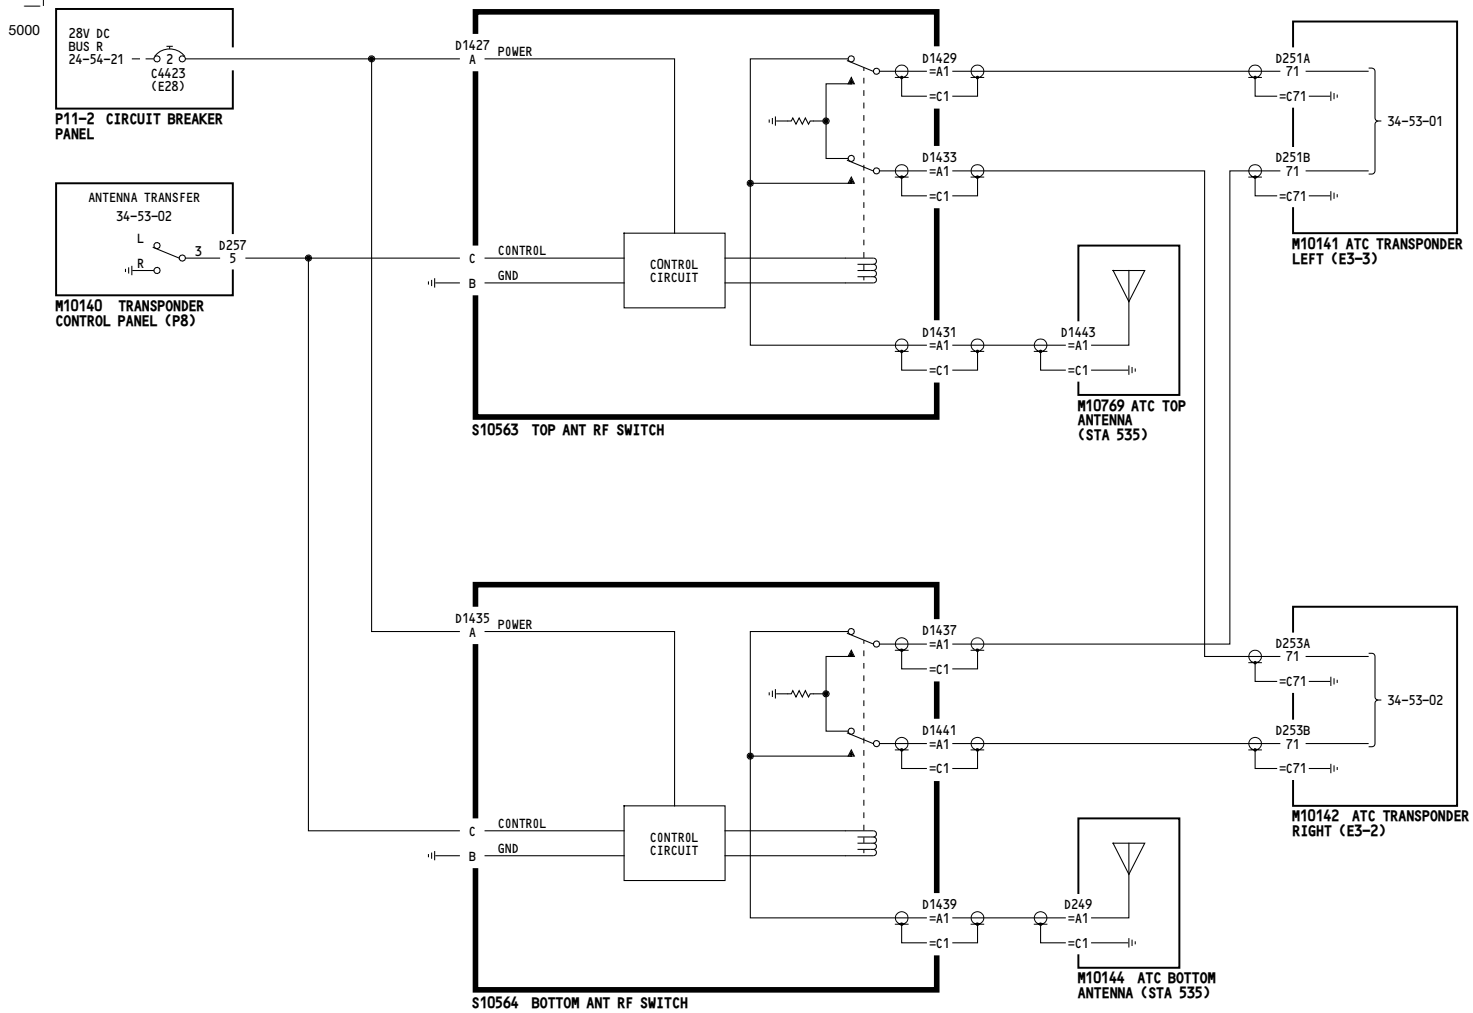 5000
28V DC
BUS R
24-54-21
2
C4423
(E28)
P11-2 CIRCUIT BREAKER
PANEL
ANTENNA TRANSFER
34-53-02
L
R
3
D257
5
M10140 TRANSPONDER
CONTROL PANEL (P8)
D1427
A
POWER
C
CONTROL
B
GND
CONTROL
CIRCUIT
D1429
=A1
=C1
D1433
=A1
=C1
D1431
=A1
=C1
S10563 TOP ANT RF SWITCH
D1443
=A1
=C1
M10769 ATC TOP
ANTENNA
(STA 535)
D251A
71
=C71
34-53-01
D251B
71
=C71
M10141 ATC TRANSPONDER
LEFT (E3-3)
D1435
A
POWER
C
CONTROL
B
GND
CONTROL
CIRCUIT
D1437
=A1
=C1
D1441
=A1
=C1
D1439
=A1
=C1
S10564 BOTTOM ANT RF SWITCH
D249
=A1
=C1
M10144 ATC BOTTOM
ANTENNA (STA 535)
D253A
71
=C71
34-53-02
D253B
71
=C71
M10142 ATC TRANSPONDER
RIGHT (E3-2)